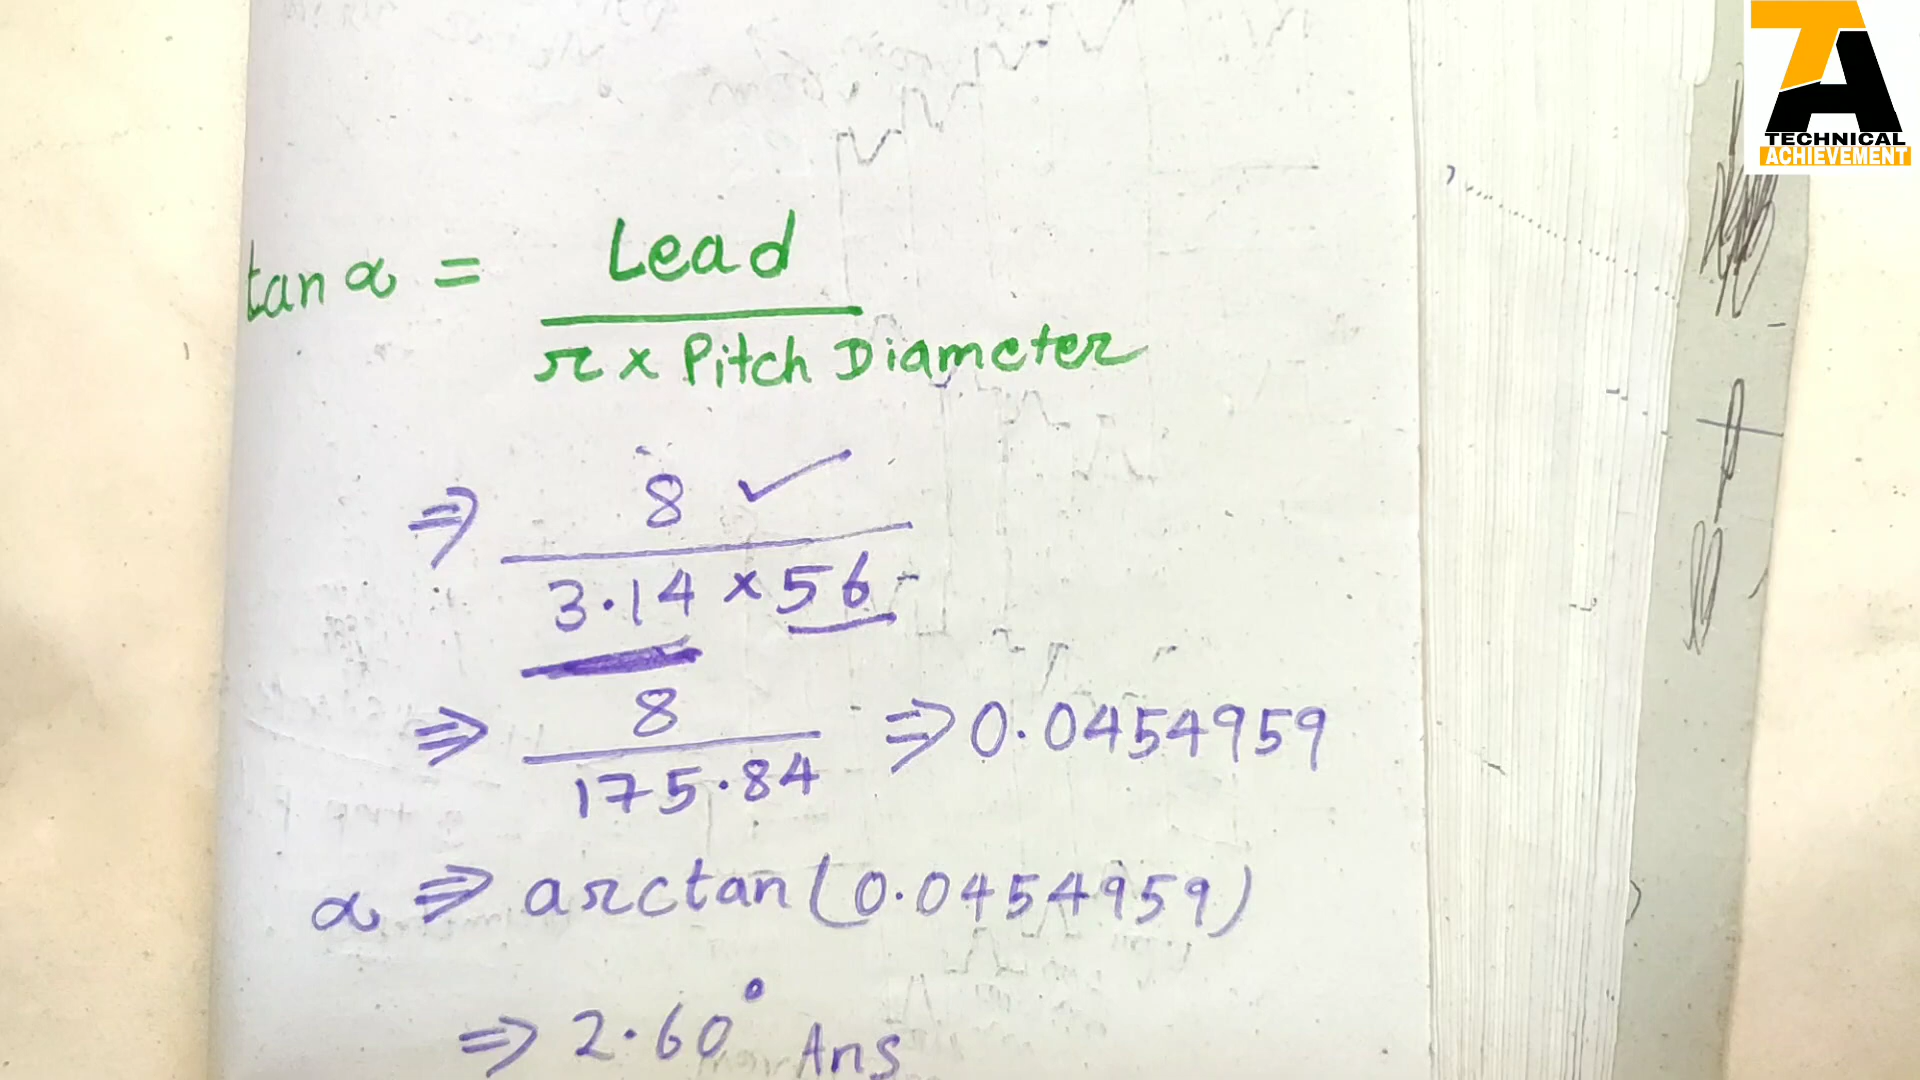 TECHNICAL
ACHIEVEMENT
tan α = Lead / π × Pitch Diameter
⇒ 8 ✓ / 3.14 × 56
⇒ 8 / 175.84 ⇒ 0.0454959
α ⇒ arctan (0.0454959)
⇒ 2.60° Ans